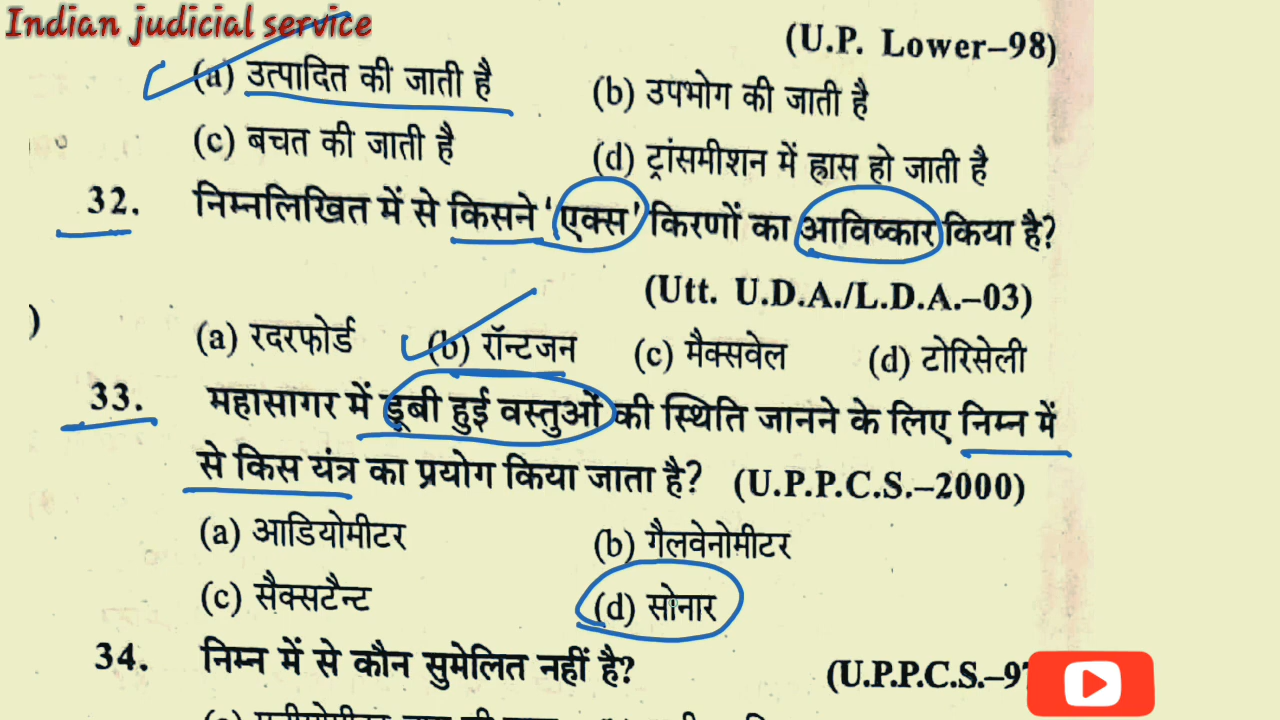 Indian judicial service
(U.P. Lower–98)
(a) उत्पादित की जाती है (b) उपभोग की जाती है
(c) बचत की जाती है (d) ट्रांसमीशन में ह्रास हो जाती है
32. निम्नलिखित में से किसने 'एक्स' किरणों का आविष्कार किया है?
(Utt. U.D.A./L.D.A.–03)
(a) रदरफोर्ड (b) रॉन्टजन (c) मैक्सवेल (d) टोरिसेली
33. महासागर में डूबी हुई वस्तुओं की स्थिति जानने के लिए निम्न में
से किस यंत्र का प्रयोग किया जाता है? (U.P.P.C.S.–2000)
(a) आडियोमीटर (b) गैलवेनोमीटर
(c) सैक्सटैन्ट (d) सोनार
34. निम्न में से कौन सुमेलित नहीं है? (U.P.P.C.S.–97